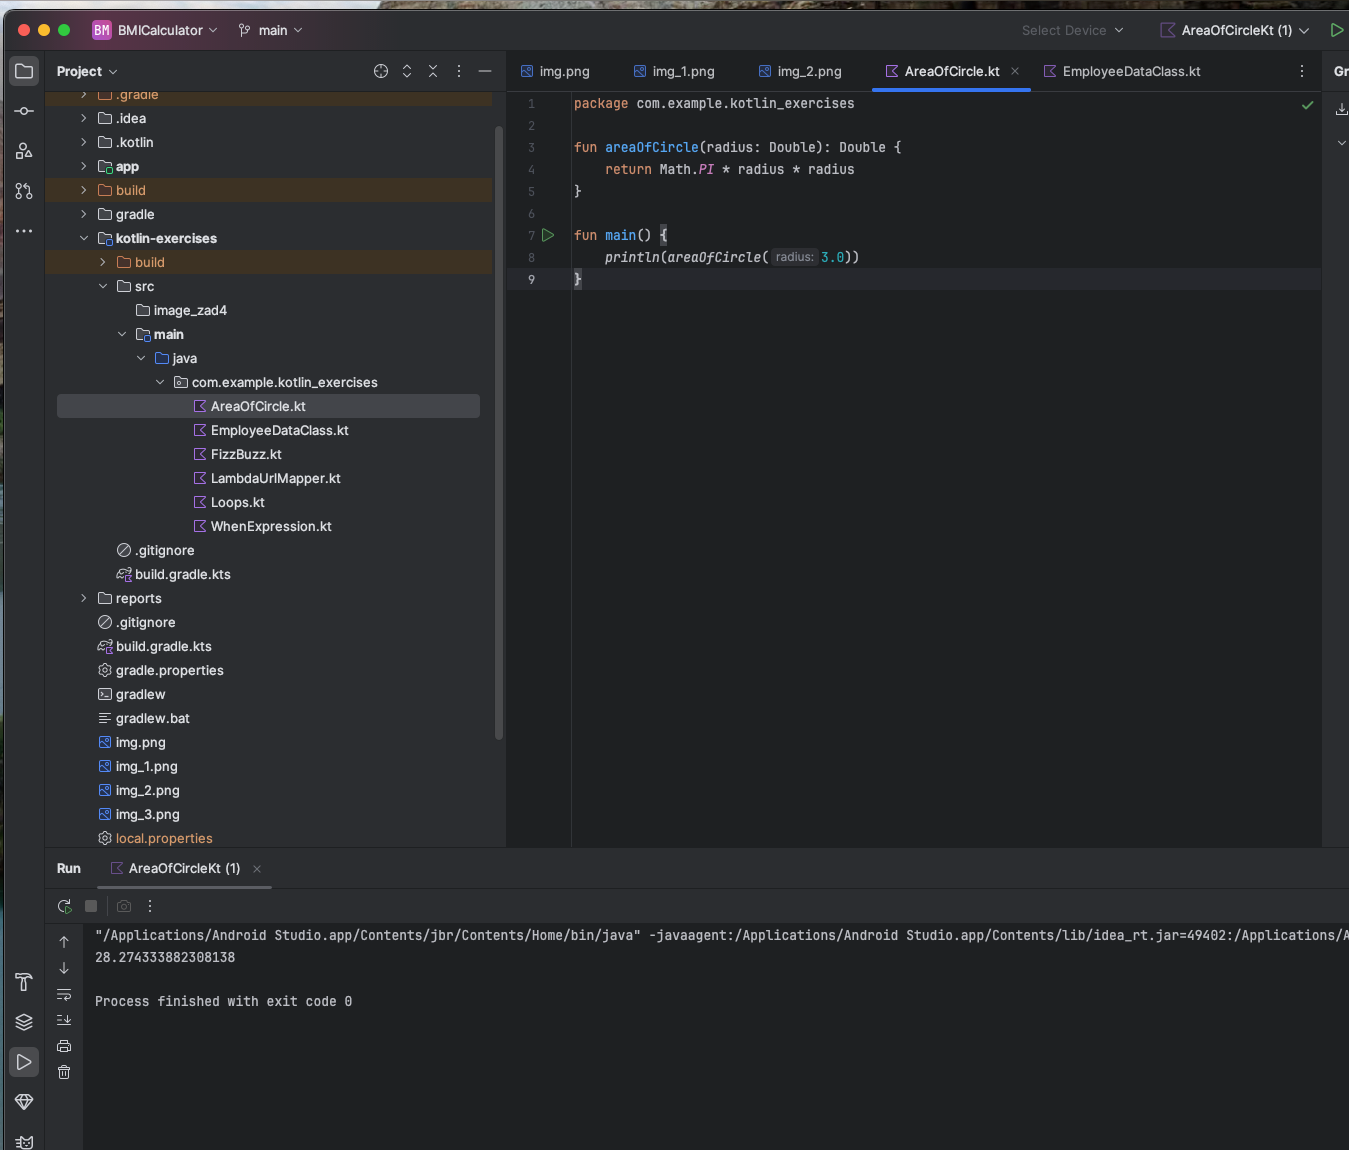 BM BMICalculator main Select Device AreaOfCircleKt (1)
Project
img.png img_1.png img_2.png AreaOfCircle.kt EmployeeDataClass.kt
.gradle
.idea
.kotlin
app
build
gradle
kotlin-exercises
build
src
image_zad4
main
java
com.example.kotlin_exercises
AreaOfCircle.kt
EmployeeDataClass.kt
FizzBuzz.kt
LambdaUrlMapper.kt
Loops.kt
WhenExpression.kt
.gitignore
build.gradle.kts
reports
.gitignore
build.gradle.kts
gradle.properties
gradlew
gradlew.bat
img.png
img_1.png
img_2.png
img_3.png
local.properties
1 package com.example.kotlin_exercises
2
3 fun areaOfCircle(radius: Double): Double {
4 return Math.PI * radius * radius
5 }
6
7 fun main() {
8 println(areaOfCircle( radius: 3.0))
9 }
Run AreaOfCircleKt (1)
"/Applications/Android Studio.app/Contents/jbr/Contents/Home/bin/java" -javaagent:/Applications/Android Studio.app/Contents/lib/idea_rt.jar=49402:/Applications/
28.274333882308138
Process finished with exit code 0